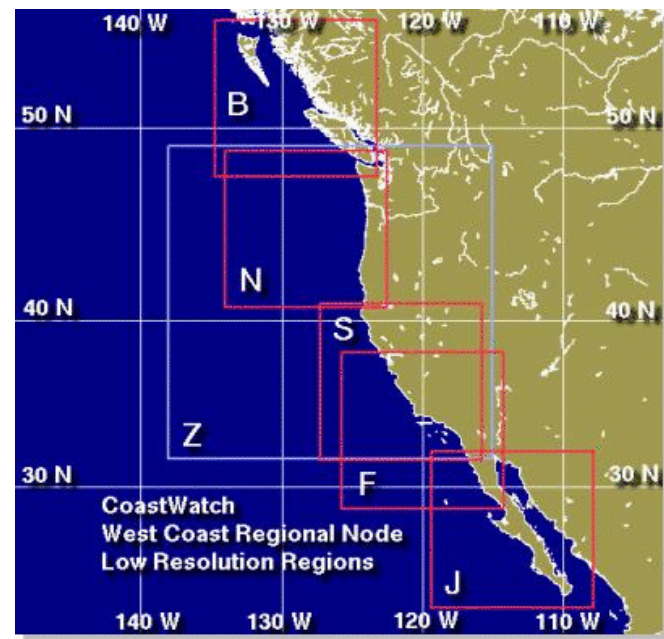 140 W 130 W 120 W 110 W
B
50 N 50 N
N
40 N 40 N
S
Z
30 N F 30 N
CoastWatch
West Coast Regional Node
Low Resolution Regions
J
140 W 130 W 120 W 110 W